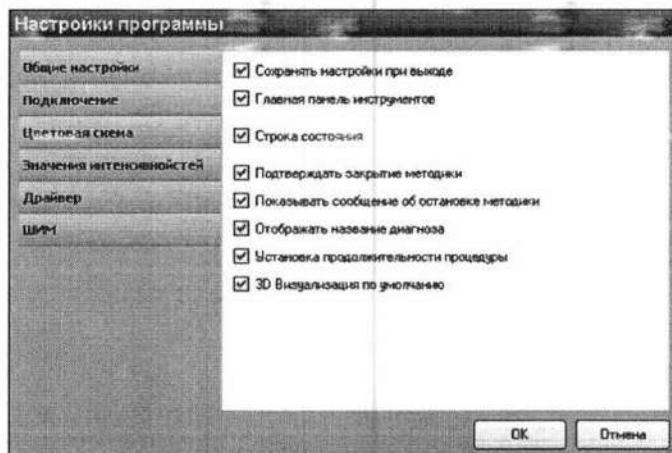 Настройки программы
Общие настройки
Подключение
Цветовая схема
Значения интенсивнойстей
Драйвер
ШИМ
Сохранять настройки при выходе
Главная панель инструментов
Строка состояния
Подтверждать закрытие методики
Показывать сообщение об остановке методики
Отображать название диагноза
Установка продолжительности процедуры
3D Визуализация по умолчанию
OK
Отмена